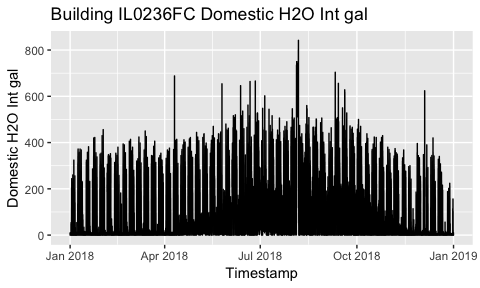 Building IL0236FC Domestic H2O Int gal
Domestic H2O Int gal
800
600
400
200
0
Jan 2018
Apr 2018
Jul 2018
Oct 2018
Jan 2019
Timestamp